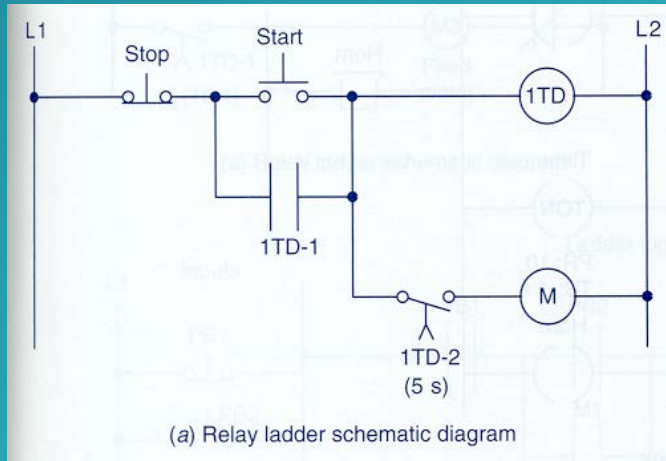 L1
L2
Stop
Start
1TD
1TD-1
M
1TD-2
(5 s)
(a) Relay ladder schematic diagram